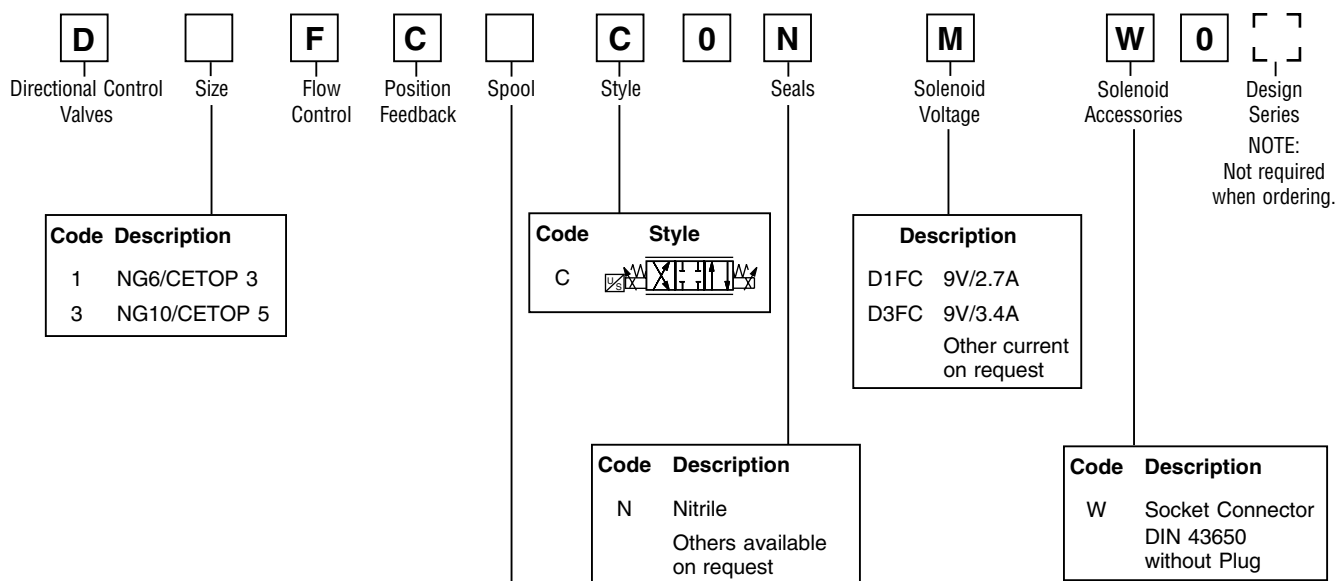 D F C C 0 N M W 0
Directional Control
Valves
Size
Flow
Control
Position
Feedback
Spool
Style
Seals
Solenoid
Voltage
Solenoid
Accessories
Design
Series
NOTE:
Not required
when ordering.
Code Description
1 NG6/CETOP 3
3 NG10/CETOP 5
Code Style
C
U/S
Description
D1FC 9V/2.7A
D3FC 9V/3.4A
Other current
on request
Code Description
N Nitrile
Others available
on request
Code Description
W Socket Connector
DIN 43650
without Plug